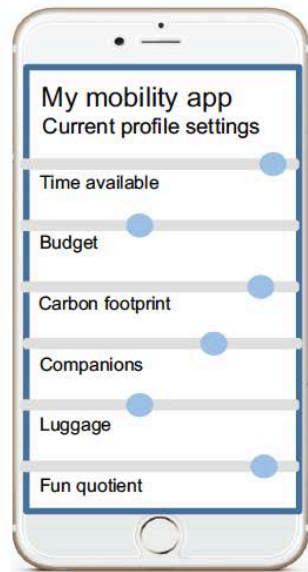 My mobility app
Current profile settings
Time available
Budget
Carbon footprint
Companions
Luggage
Fun quotient